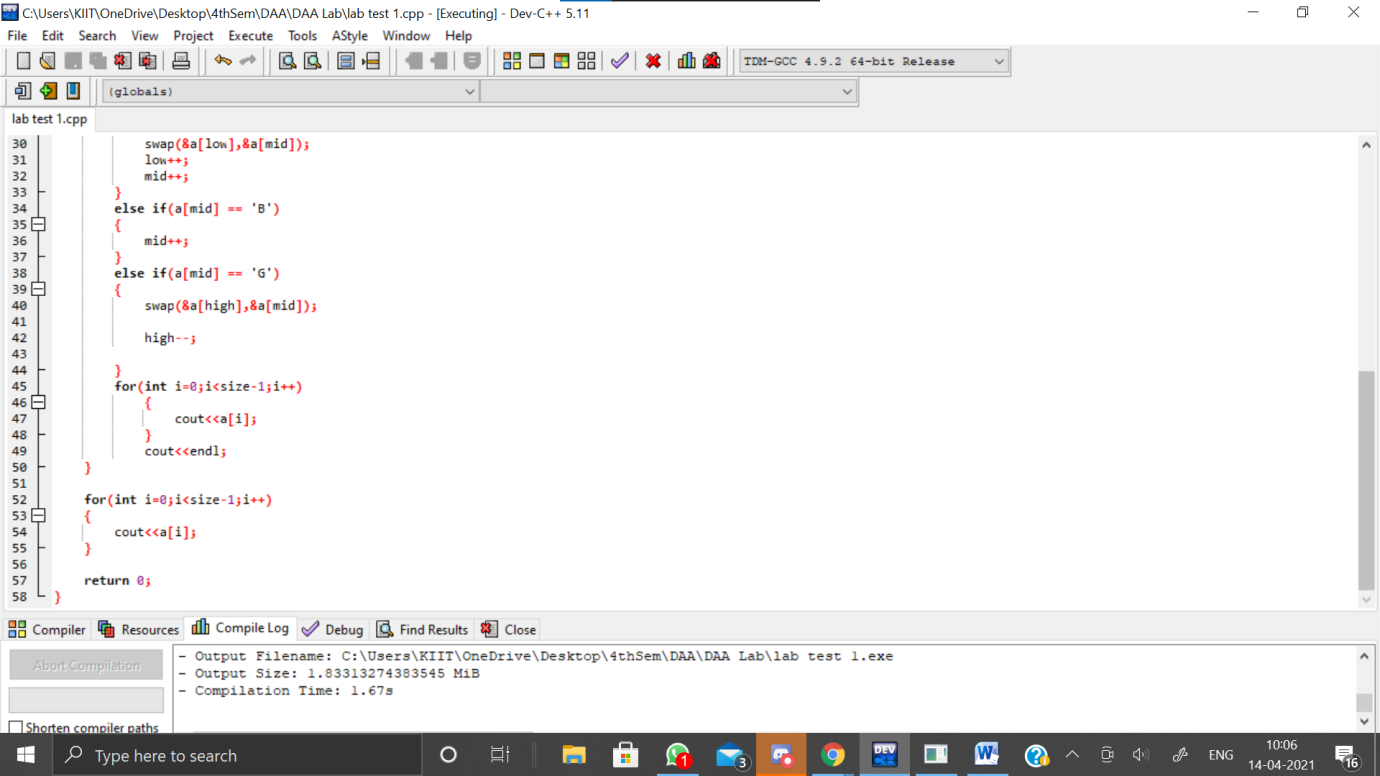 C:\Users\KIIT\OneDrive\Desktop\4thSem\DAA\DAA Lab\lab test 1.cpp - [Executing] - Dev-C++ 5.11
File Edit Search View Project Execute Tools AStyle Window Help
TDM-GCC 4.9.2 64-bit Release
(globals)
lab test 1.cpp
30 swap(&a[low],&a[mid]);
31 low++;
32 mid++;
33 }
34 else if(a[mid] == 'B')
35 {
36 mid++;
37 }
38 else if(a[mid] == 'G')
39 {
40 swap(&a[high],&a[mid]);
41
42 high--;
43
44 }
45 for(int i=0;i<size-1;i++)
46 {
47 cout<<a[i];
48 }
49 cout<<endl;
50 }
51
52 for(int i=0;i<size-1;i++)
53 {
54 cout<<a[i];
55 }
56
57 return 0;
58 }
Compiler Resources Compile Log Debug Find Results Close
Abort Compilation
Shorten compiler paths
- Output Filename: C:\Users\KIIT\OneDrive\Desktop\4thSem\DAA\DAA Lab\lab test 1.exe
- Output Size: 1.83313274383545 MiB
- Compilation Time: 1.67s
Type here to search
1
3
DEV C++
W
ENG
10:06
14-04-2021
16